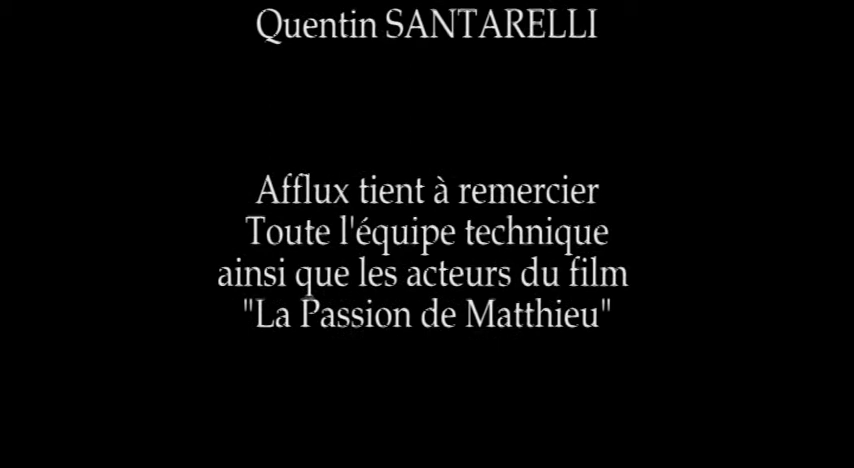 Quentin SANTARELLI
Afflux tient à remercier
Toute l'équipe technique
ainsi que les acteurs du film
"La Passion de Matthieu"